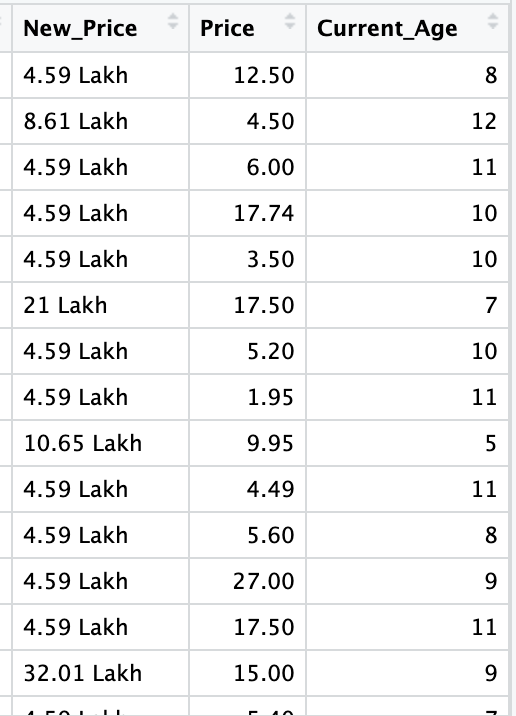 New_Price Price Current_Age
4.59 Lakh 12.50 8
8.61 Lakh 4.50 12
4.59 Lakh 6.00 11
4.59 Lakh 17.74 10
4.59 Lakh 3.50 10
21 Lakh 17.50 7
4.59 Lakh 5.20 10
4.59 Lakh 1.95 11
10.65 Lakh 9.95 5
4.59 Lakh 4.49 11
4.59 Lakh 5.60 8
4.59 Lakh 27.00 9
4.59 Lakh 17.50 11
32.01 Lakh 15.00 9